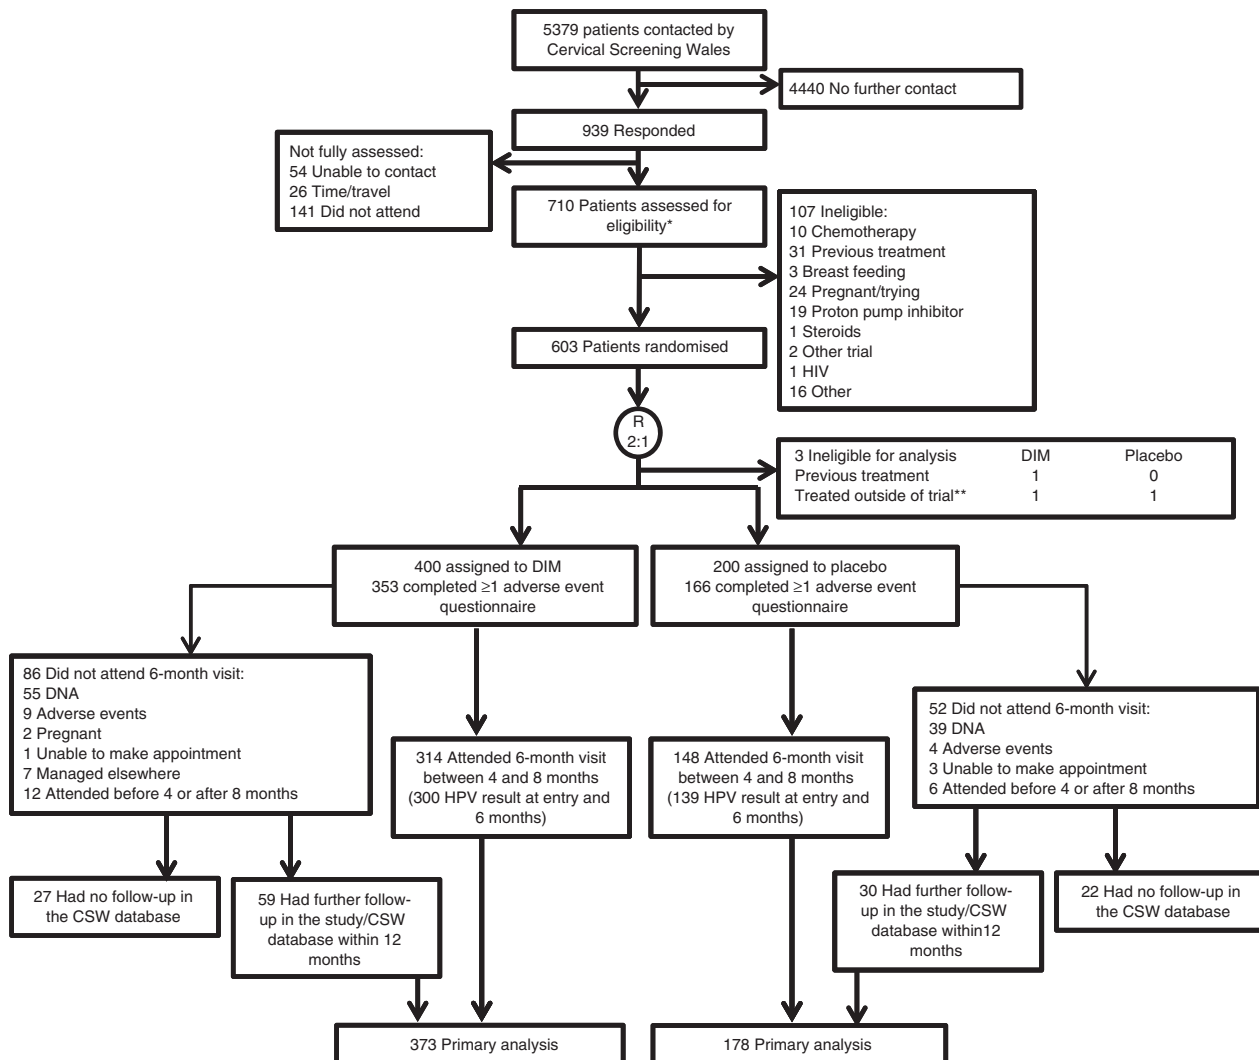 5379 patients contacted by
Cervical Screening Wales
4440 No further contact
939 Responded
Not fully assessed:
54 Unable to contact
26 Time/travel
141 Did not attend
710 Patients assessed for
eligibility*
107 Ineligible:
10 Chemotherapy
31 Previous treatment
3 Breast feeding
24 Pregnant/trying
19 Proton pump inhibitor
1 Steroids
2 Other trial
1 HIV
16 Other
603 Patients randomised
R
2:1
3 Ineligible for analysis DIM Placebo
Previous treatment 1 0
Treated outside of trial** 1 1
400 assigned to DIM
353 completed ≥1 adverse event
questionnaire
200 assigned to placebo
166 completed ≥1 adverse event
questionnaire
86 Did not attend 6-month visit:
55 DNA
9 Adverse events
2 Pregnant
1 Unable to make appointment
7 Managed elsewhere
12 Attended before 4 or after 8 months
314 Attended 6-month visit
between 4 and 8 months
(300 HPV result at entry and
6 months)
148 Attended 6-month visit
between 4 and 8 months
(139 HPV result at entry and
6 months)
52 Did not attend 6-month visit:
39 DNA
4 Adverse events
3 Unable to make appointment
6 Attended before 4 or after 8 months
27 Had no follow-up in
the CSW database
59 Had further follow-
up in the study/CSW
database within 12
months
30 Had further follow-
up in the study/CSW
database within12
months
22 Had no follow-up in
the CSW database
373 Primary analysis
178 Primary analysis